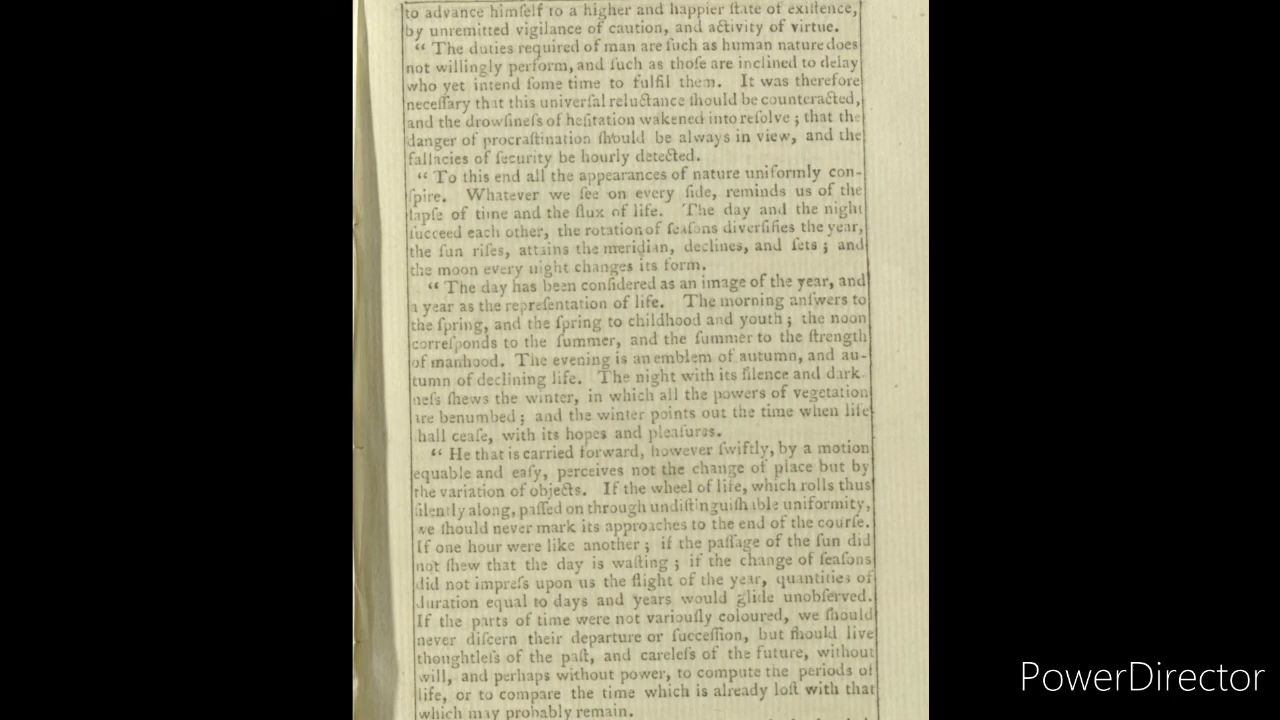 to advance himſelf to a higher and happier ſtate of exiſtence,
by unremitted vigilance of caution, and activity of virtue.
“ The duties required of man are ſuch as human nature does
not willingly perform, and ſuch as thoſe are inclined to delay
who yet intend ſome time to fulfil them. It was therefore
neceſſary that this univerſal reluctance ſhould be counteracted,
and the drowſineſs of heſitation wakened into reſolve ; that the
danger of procraſtination ſhould be always in view, and the
fallacies of ſecurity be hourly detected.
“ To this end all the appearances of nature uniformly con-
ſpire. Whatever we ſee on every ſide, reminds us of the
lapſe of time and the flux of life. The day and the night
ſucceed each other, the rotation of ſeaſons diverſifies the year,
the ſun riſes, attains the meridian, declines, and ſets ; and
the moon every night changes its form.
“ The day has been conſidered as an image of the year, and
a year as the repreſentation of life. The morning anſwers to
the ſpring, and the ſpring to childhood and youth ; the noon
correſponds to the ſummer, and the ſummer to the ſtrength
of manhood. The evening is an emblem of autumn, and au-
tumn of declining life. The night with its ſilence and dark-
neſs ſhews the winter, in which all the powers of vegetation
are benumbed ; and the winter points out the time when life
hall ceaſe, with its hopes and pleaſures.
“ He that is carried forward, however ſwiftly, by a motion
equable and eaſy, perceives not the change of place but by
the variation of objects. If the wheel of life, which rolls thus
ſilently along, paſſed on through undiſtinguiſhable uniformity,
we ſhould never mark its approaches to the end of the courſe.
If one hour were like another ; if the paſſage of the ſun did
not ſhew that the day is waſting ; if the change of ſeaſons
did not impreſs upon us the flight of the year, quantities of
duration equal to days and years would glide unobſerved.
If the parts of time were not variouſly coloured, we ſhould
never diſcern their departure or ſucceſſion, but ſhould live
thoughtleſs of the paſt, and careleſs of the future, without
will, and perhaps without power, to compute the periods of
life, or to compare the time which is already loſt with that
which may probably remain.
PowerDirector